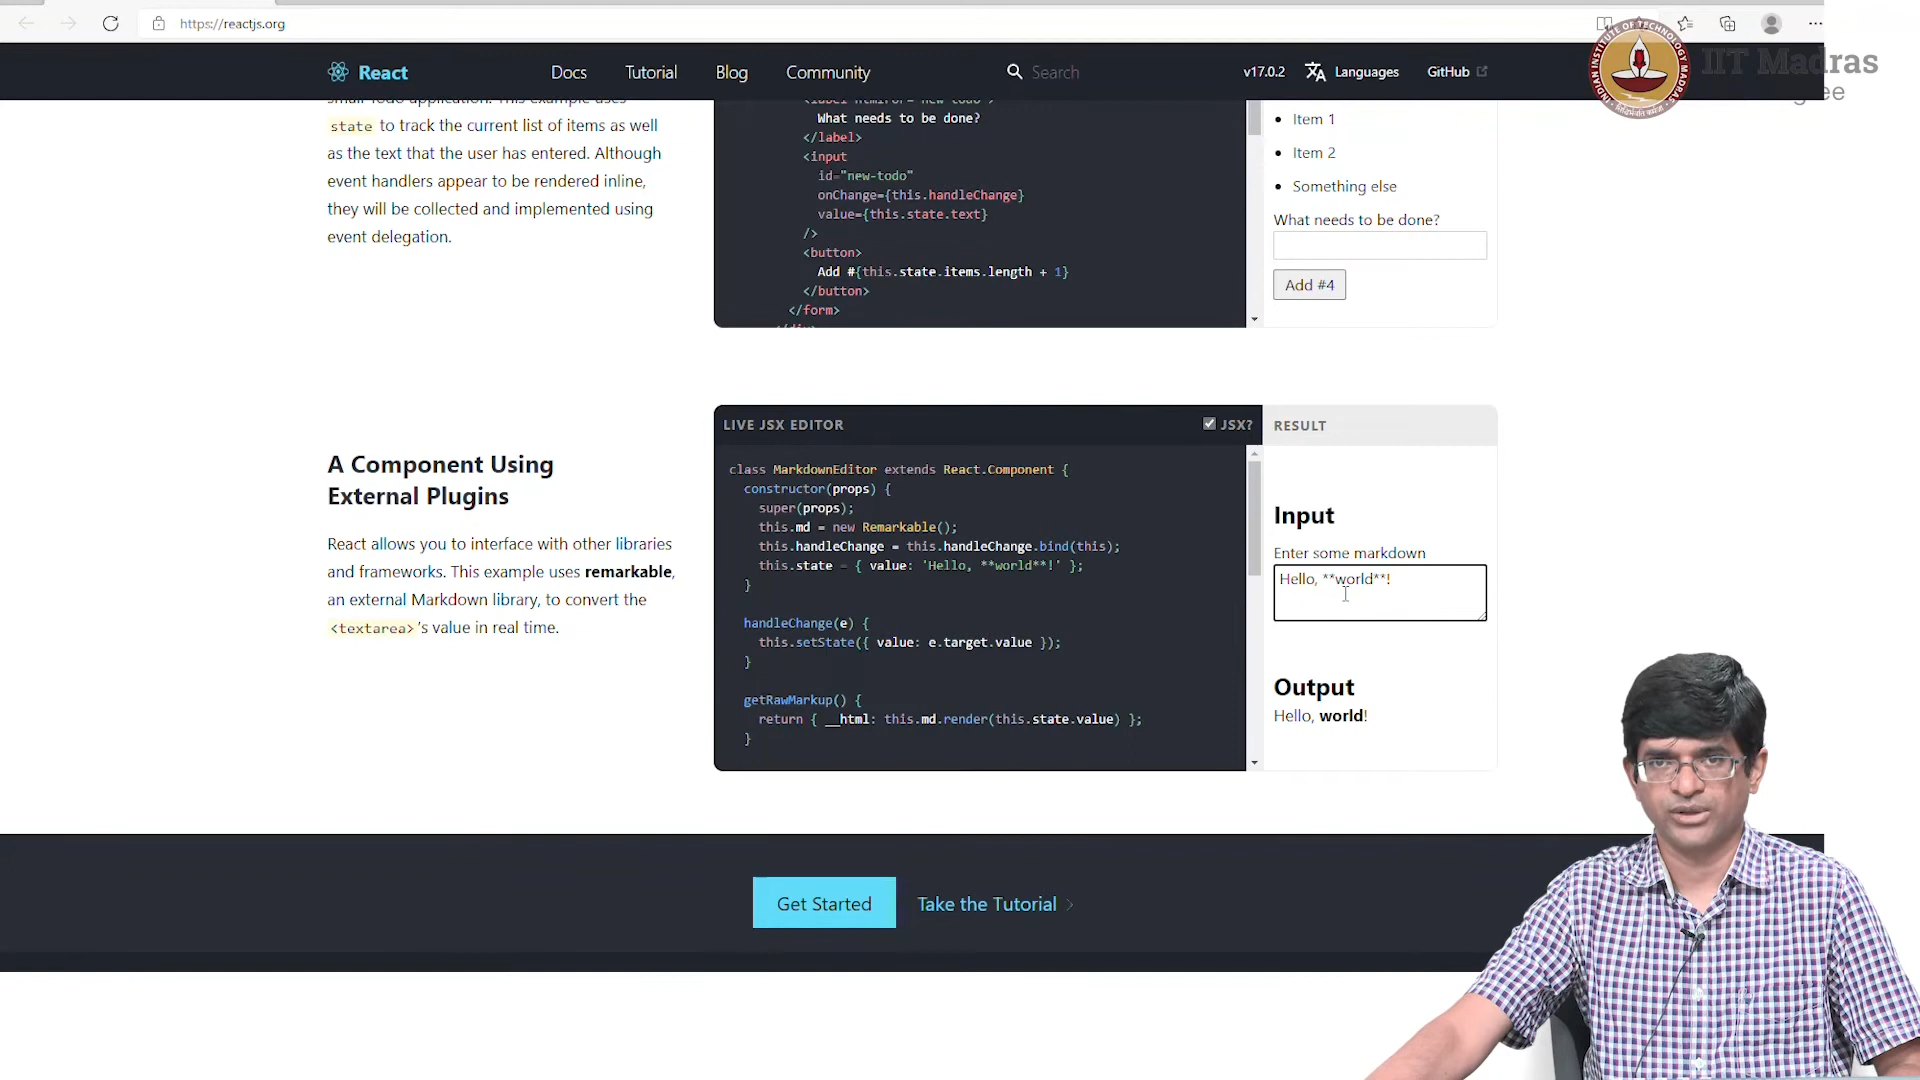 https://reactjs.org
React
Docs
Tutorial
Blog
Community
Search
v17.0.2
Languages
GitHub
IIT Madras
state to track the current list of items as well
as the text that the user has entered. Although
event handlers appear to be rendered inline,
they will be collected and implemented using
event delegation.
What needs to be done?
</label>
<input
id="new-todo"
onChange={this.handleChange}
value={this.state.text}
/>
<button>
Add #{this.state.items.length + 1}
</button>
</form>
Item 1
Item 2
Something else
What needs to be done?
Add #4
A Component Using
External Plugins
React allows you to interface with other libraries
and frameworks. This example uses remarkable,
an external Markdown library, to convert the
<textarea>'s value in real time.
LIVE JSX EDITOR
JSX?
class MarkdownEditor extends React.Component {
constructor(props) {
super(props);
this.md = new Remarkable();
this.handleChange = this.handleChange.bind(this);
this.state = { value: 'Hello, **world**!' };
}
handleChange(e) {
this.setState({ value: e.target.value });
}
getRawMarkup() {
return { __html: this.md.render(this.state.value) };
}
RESULT
Input
Enter some markdown
Hello, **world**!
Output
Hello, world!
Get Started
Take the Tutorial